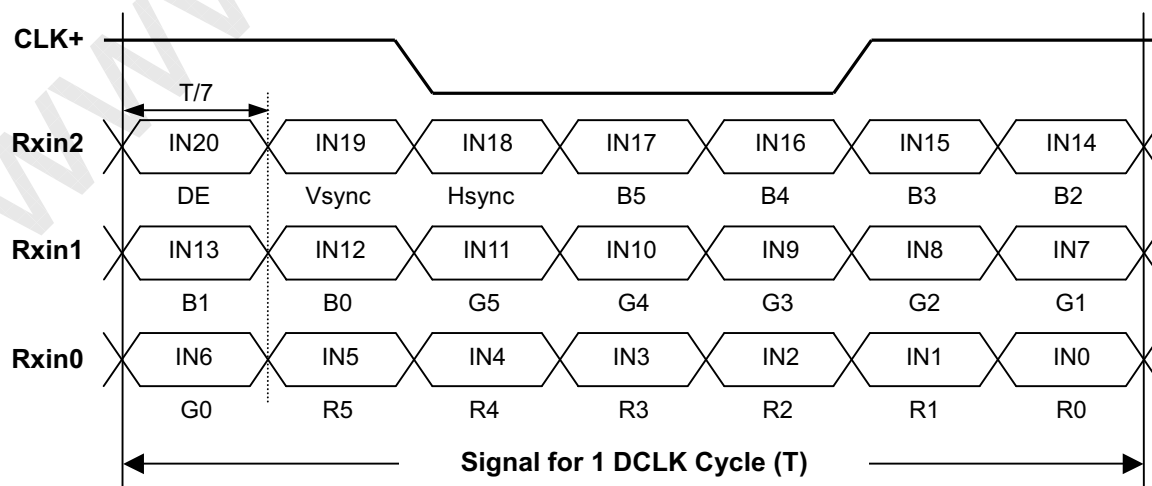 CLK+
T/7
Rxin2 IN20 IN19 IN18 IN17 IN16 IN15 IN14
DE Vsync Hsync B5 B4 B3 B2
Rxin1 IN13 IN12 IN11 IN10 IN9 IN8 IN7
B1 B0 G5 G4 G3 G2 G1
Rxin0 IN6 IN5 IN4 IN3 IN2 IN1 IN0
G0 R5 R4 R3 R2 R1 R0
Signal for 1 DCLK Cycle (T)